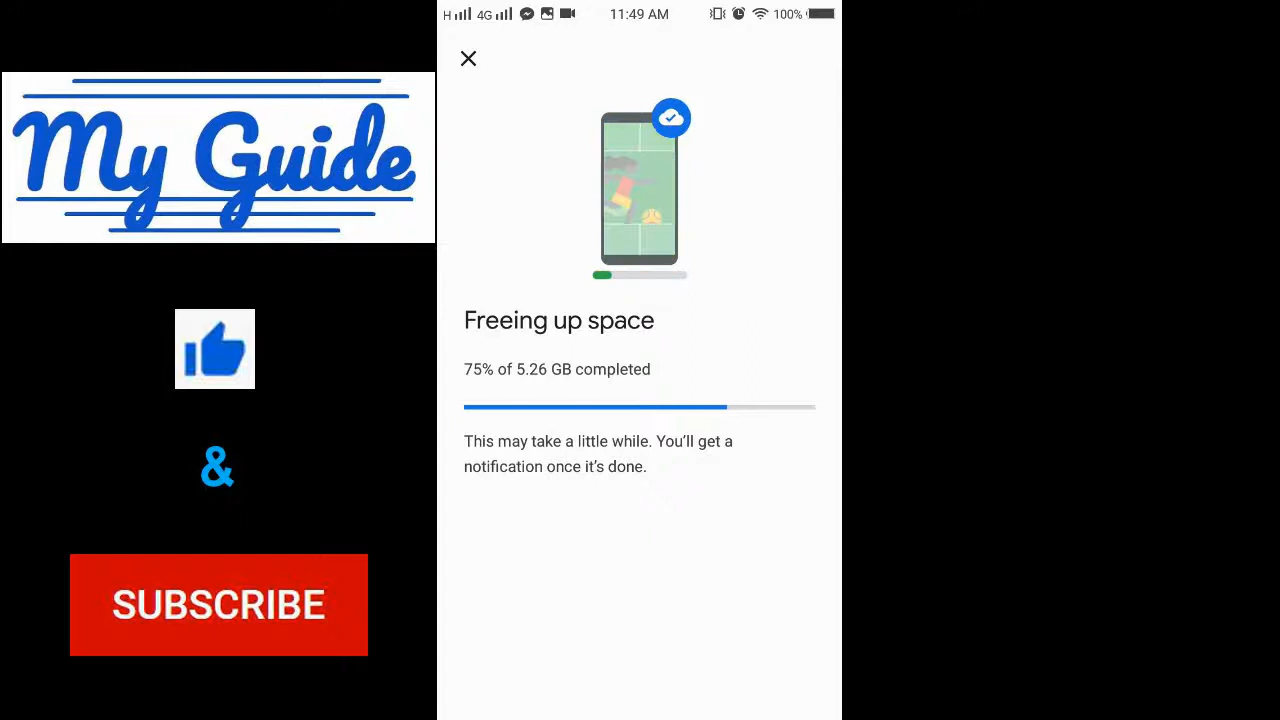 H 4G 11:49 AM 100%
My Guide
Freeing up space
75% of 5.26 GB completed
This may take a little while. You’ll get a
notification once it’s done.
&
SUBSCRIBE